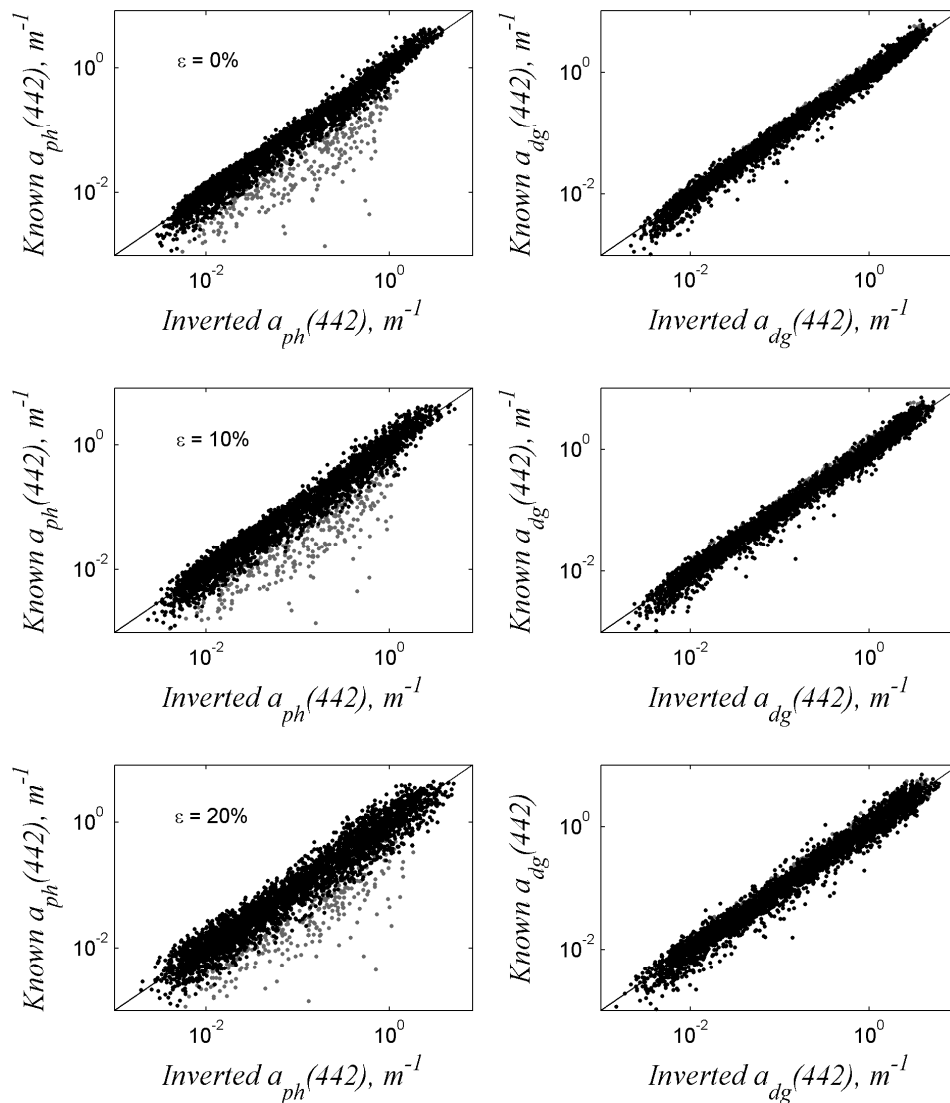 Known a_ph(442), m^-1
ε = 0%
10^0
10^-2
10^-2 10^0
Inverted a_ph(442), m^-1
Known a_dg(442), m^-1
10^0
10^-2
10^-2 10^0
Inverted a_dg(442), m^-1
Known a_ph(442), m^-1
ε = 10%
10^0
10^-2
10^-2 10^0
Inverted a_ph(442), m^-1
Known a_dg(442), m^-1
10^0
10^-2
10^-2 10^0
Inverted a_dg(442), m^-1
Known a_ph(442), m^-1
ε = 20%
10^0
10^-2
10^-2 10^0
Inverted a_ph(442), m^-1
Known a_dg(442)
10^0
10^-2
10^-2 10^0
Inverted a_dg(442), m^-1